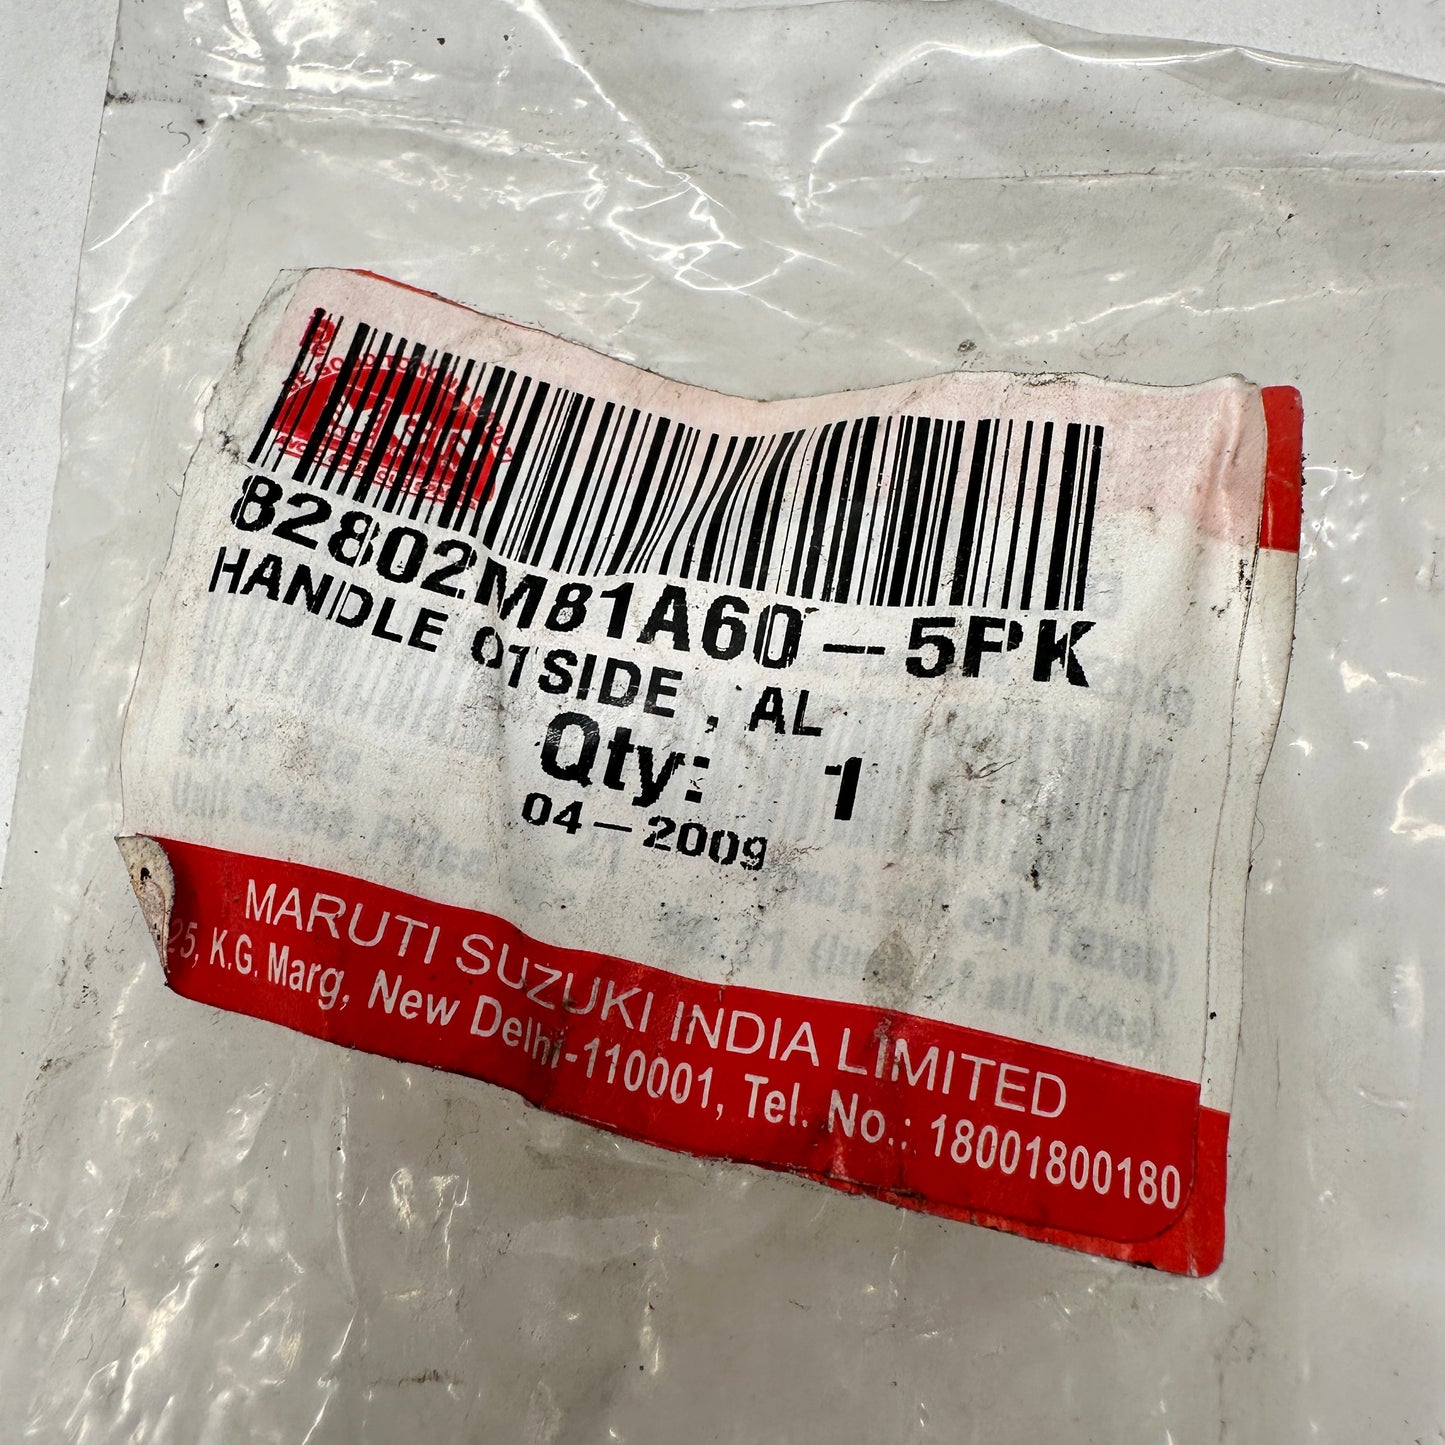 82802M81A60-5PK
HANDLE OTSIDE, AL
Qty: 1
04-2009
MARUTI SUZUKI INDIA LIMITED
25, K.G. Marg, New Delhi-110001, Tel. No.: 18001800180